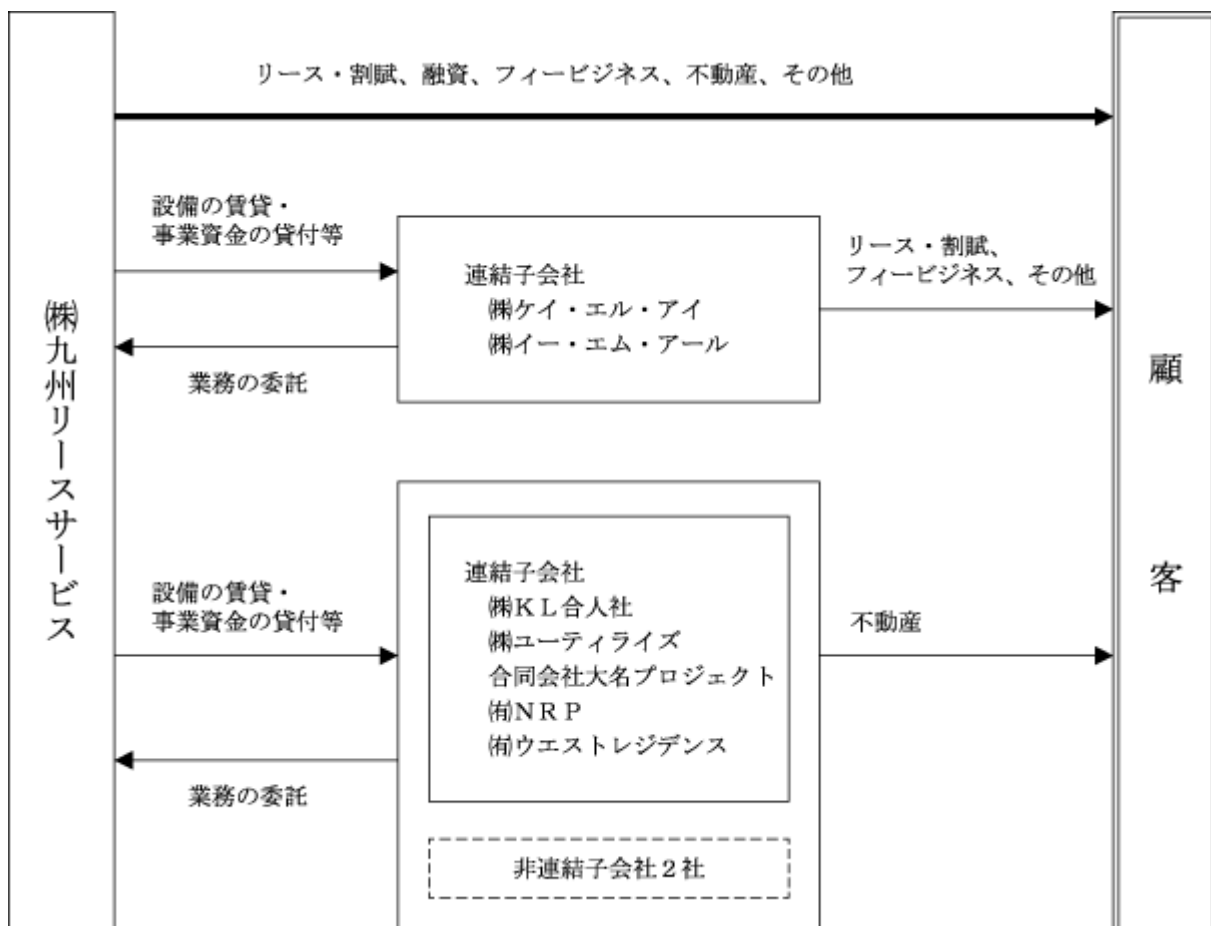 リース・割賦、融資、フィービジネス、不動産、その他
㈱九州リースサービス
設備の賃貸・
事業資金の貸付等
業務の委託
連結子会社
㈱ケイ・エル・アイ
㈱イー・エム・アール
リース・割賦、
フィービジネス、その他
顧客
設備の賃貸・
事業資金の貸付等
業務の委託
連結子会社
㈱ＫＬ合人社
㈱ユーティライズ
合同会社大名プロジェクト
㈲ＮＲＰ
㈲ウエストレジデンス
非連結子会社２社
不動産